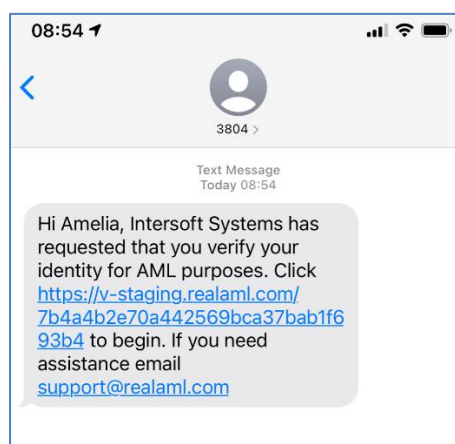 08:54
3804 >
Text Message
Today 08:54
Hi Amelia, Intersoft Systems has
requested that you verify your
identity for AML purposes. Click
https://v-staging.realaml.com/
7b4a4b2e70a442569bca37bab1f6
93b4 to begin. If you need
assistance email
support@realaml.com